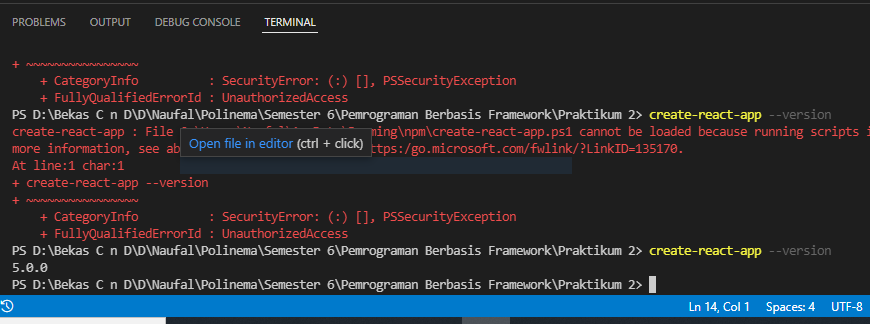 PROBLEMS OUTPUT DEBUG CONSOLE TERMINAL
+ ~~~~~~~~~~~~~~~~
+ CategoryInfo : SecurityError: (:) [], PSSecurityException
+ FullyQualifiedErrorId : UnauthorizedAccess
PS D:\Bekas C n D\D\Naufal\Polinema\Semester 6\Pemrograman Berbasis Framework\Praktikum 2> create-react-app --version
create-react-app : File ming\npm\create-react-app.ps1 cannot be loaded because running scripts i
more information, see ab ttps:/go.microsoft.com/fwlink/?LinkID=135170.
Open file in editor (ctrl + click)
At line:1 char:1
+ create-react-app --version
+ ~~~~~~~~~~~~~~~~
+ CategoryInfo : SecurityError: (:) [], PSSecurityException
+ FullyQualifiedErrorId : UnauthorizedAccess
PS D:\Bekas C n D\D\Naufal\Polinema\Semester 6\Pemrograman Berbasis Framework\Praktikum 2> create-react-app --version
5.0.0
PS D:\Bekas C n D\D\Naufal\Polinema\Semester 6\Pemrograman Berbasis Framework\Praktikum 2>
Ln 14, Col 1 Spaces: 4 UTF-8